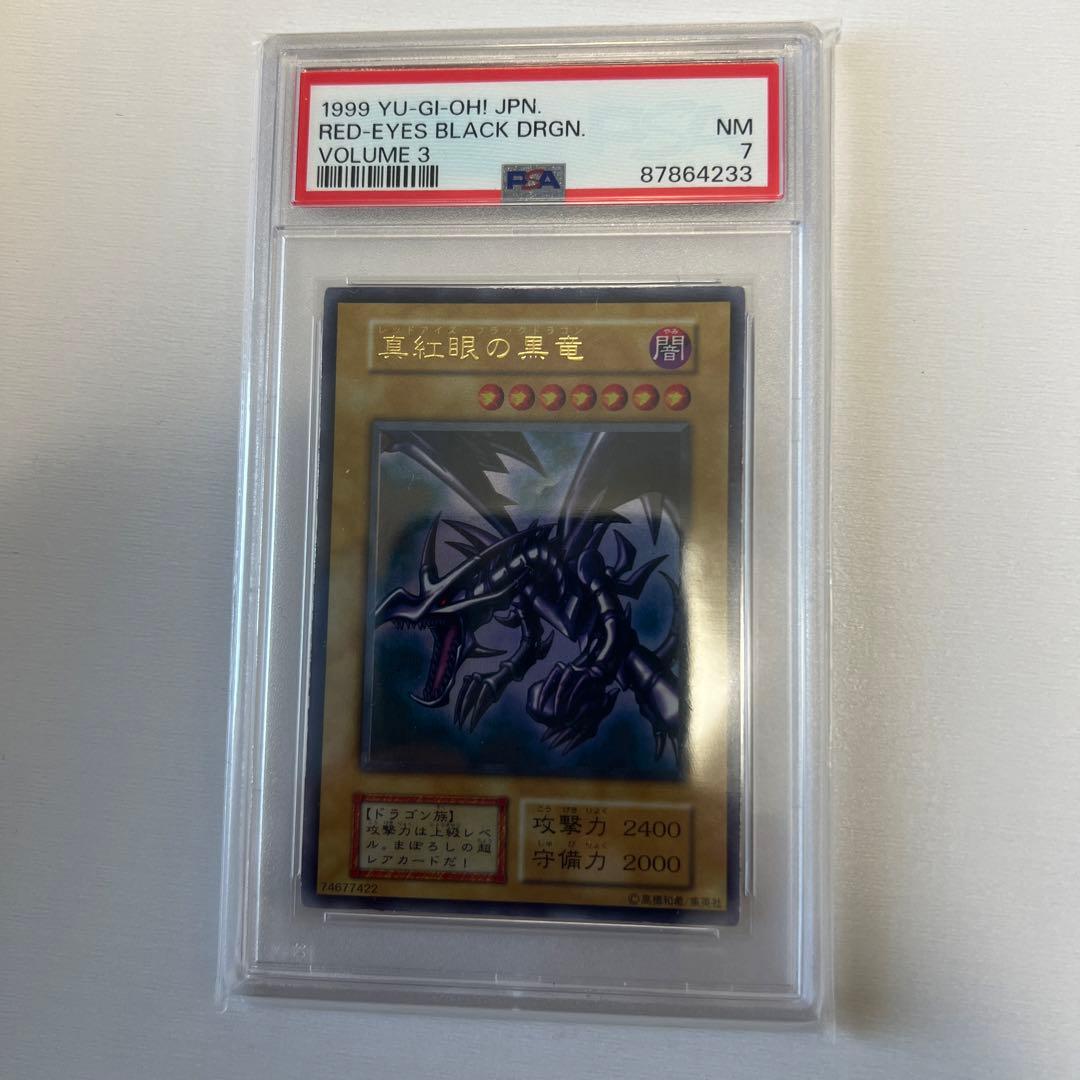 1999 YU-GI-OH! JPN.
RED-EYES BLACK DRGN.
NM
VOLUME 3
7
PSA
87864233
レッドアイズ・ブラックドラゴン
真紅眼の黒竜
やみ
闇
【ドラゴン族】
攻撃力は上級レベ
ル。まぼろしの超
レアカードだ!
こう げき りょく
攻撃力 2400
しゅ び りょく
守備力 2000
74677422
©高橋和希/集英社